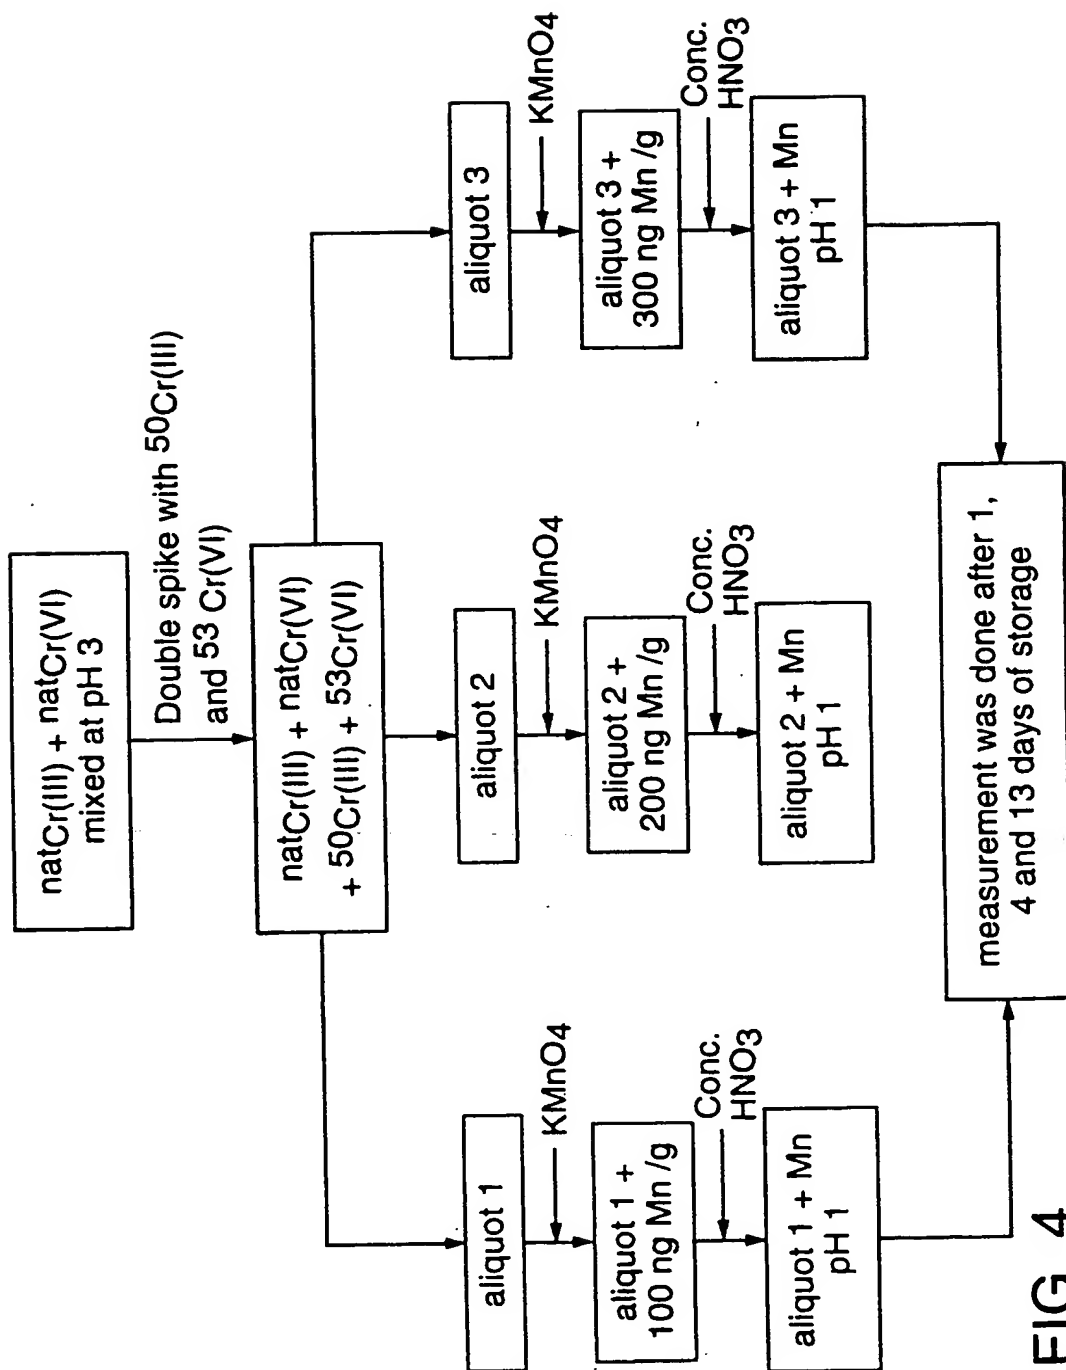 natCr(III) + natCr(VI)
mixed at pH 3
Double spike with 50Cr(III)
and 53 Cr(VI)
natCr(III) + natCr(VI)
+ 50Cr(III) + 53Cr(VI)
aliquot 1
KMnO4
aliquot 1 +
100 ng Mn /g
Conc.
HNO3
aliquot 1 + Mn
pH 1
aliquot 2
KMnO4
aliquot 2 +
200 ng Mn /g
Conc.
HNO3
aliquot 2 + Mn
pH 1
aliquot 3
KMnO4
aliquot 3 +
300 ng Mn /g
Conc.
HNO3
aliquot 3 + Mn
pH 1
measurement was done after 1,
4 and 13 days of storage
FIG 4